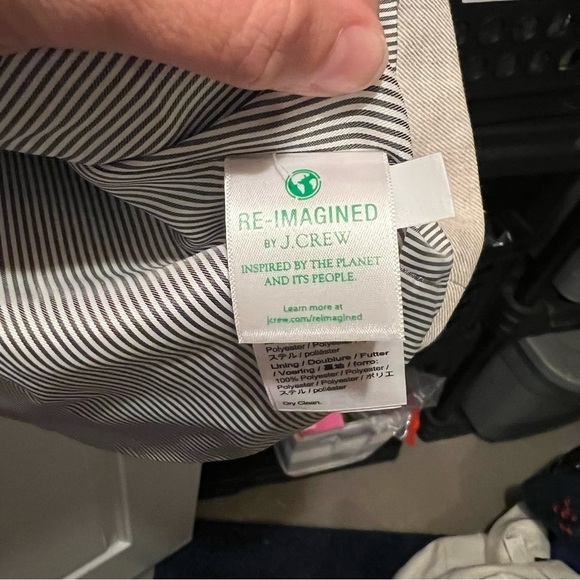 RE-IMAGINED
BY J.CREW
INSPIRED BY THE PLANET
AND ITS PEOPLE.
Learn more at
jcrew.com/reimagined
Polyester / Polyester
ステル / poliéster
Lining / Doublure / Futter
/ Voering / 裏地 / forro:
100% Polyester / Polyester
Polyester / Polyester / ポリエ
ステル / poliéster
Dry Clean.